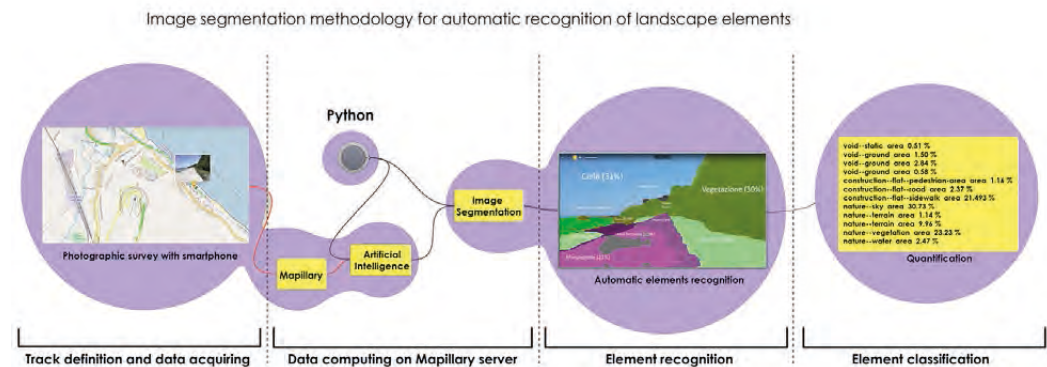 Image segmentation methodology for automatic recognition of landscape elements
Photographic survey with smartphone
Python
Mapillary
Artificial
Intelligence
Image
Segmentation
Vegetazione (30%)
Automatic elements recognition
void--static area 0.51 %
void--ground area 1.50 %
void--ground area 2.84 %
void--ground area 0.58 %
construction--flat--pedestrian-area area 1.16 %
construction--flat--road area 2.37 %
construction--flat--sidewalk area 21.493 %
nature--sky area 30.73 %
nature--terrain area 1.14 %
nature--terrain area 9.96 %
nature--vegetation area 23.23 %
nature--water area 2.47 %
Quantification
Track definition and data acquiring
Data computing on Mapillary server
Element recognition
Element classification